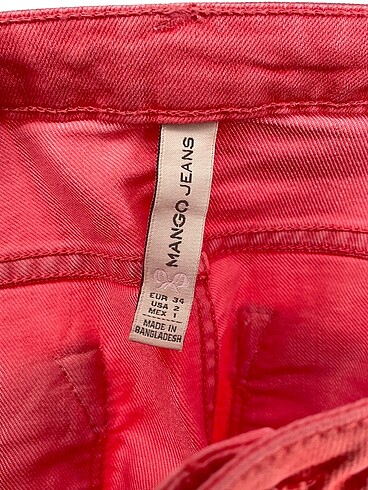 MANGO JEANS
EUR 34
USA 2
MEX 1
MADE IN
BANGLADESH